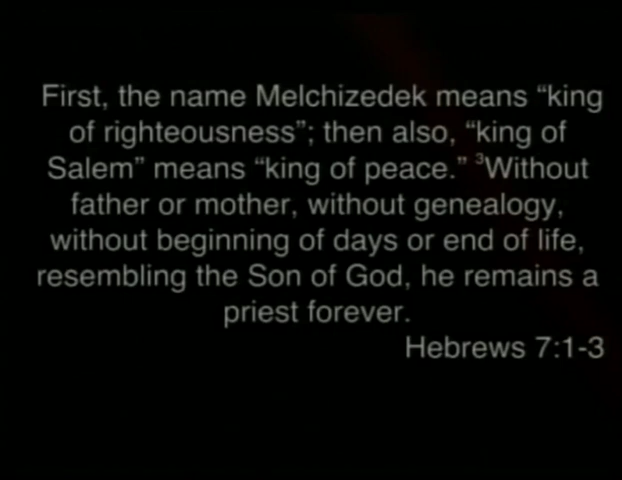 First, the name Melchizedek means “king
of righteousness”; then also, “king of
Salem” means “king of peace.” ³Without
father or mother, without genealogy,
without beginning of days or end of life,
resembling the Son of God, he remains a
priest forever.
Hebrews 7:1-3